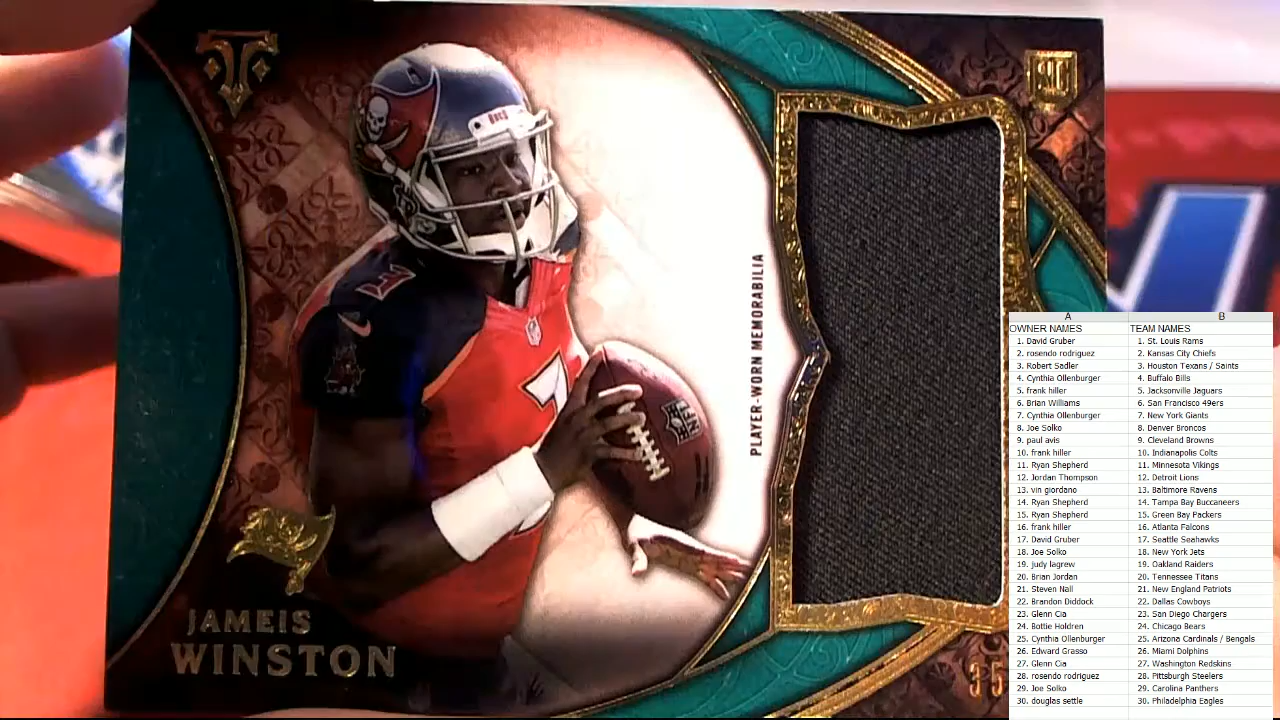 RC
PLAYER-WORN MEMORABILIA
3
NFL
JAMEIS
WINSTON
35
A B
OWNER NAMES TEAM NAMES
1. David Gruber 1. St. Louis Rams
2. rosendo rodriguez 2. Kansas City Chiefs
3. Robert Sadler 3. Houston Texans / Saints
4. Cynthia Ollenburger 4. Buffalo Bills
5. frank hiller 5. Jacksonville Jaguars
6. Brian Williams 6. San Francisco 49ers
7. Cynthia Ollenburger 7. New York Giants
8. Joe Solko 8. Denver Broncos
9. paul avis 9. Cleveland Browns
10. frank hiller 10. Indianapolis Colts
11. Ryan Shepherd 11. Minnesota Vikings
12. Jordan Thompson 12. Detroit Lions
13. vin giordano 13. Baltimore Ravens
14. Ryan Shepherd 14. Tampa Bay Buccaneers
15. Ryan Shepherd 15. Green Bay Packers
16. frank hiller 16. Atlanta Falcons
17. David Gruber 17. Seattle Seahawks
18. Joe Solko 18. New York Jets
19. judy lagrew 19. Oakland Raiders
20. Brian Jordan 20. Tennessee Titans
21. Steven Nall 21. New England Patriots
22. Brandon Diddock 22. Dallas Cowboys
23. Glenn Cia 23. San Diego Chargers
24. Bottie Holdren 24. Chicago Bears
25. Cynthia Ollenburger 25. Arizona Cardinals / Bengals
26. Edward Grasso 26. Miami Dolphins
27. Glenn Cia 27. Washington Redskins
28. rosendo rodriguez 28. Pittsburgh Steelers
29. Joe Solko 29. Carolina Panthers
30. douglas settle 30. Philadelphia Eagles